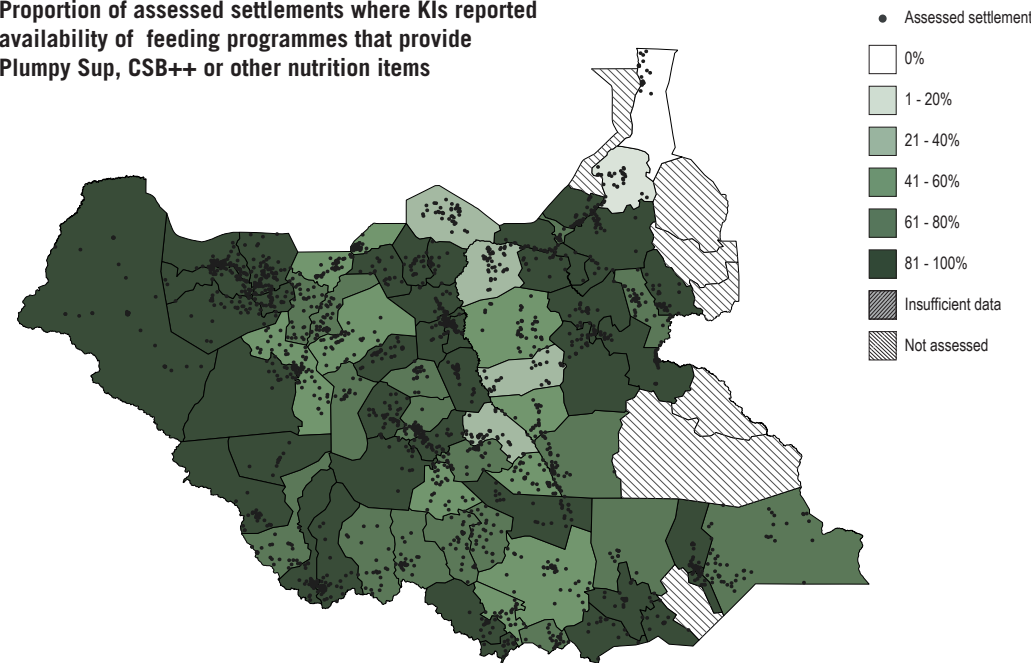 Proportion of assessed settlements where KIs reported
availability of feeding programmes that provide
Plumpy Sup, CSB++ or other nutrition items
Assessed settlement
0%
1 - 20%
21 - 40%
41 - 60%
61 - 80%
81 - 100%
Insufficient data
Not assessed